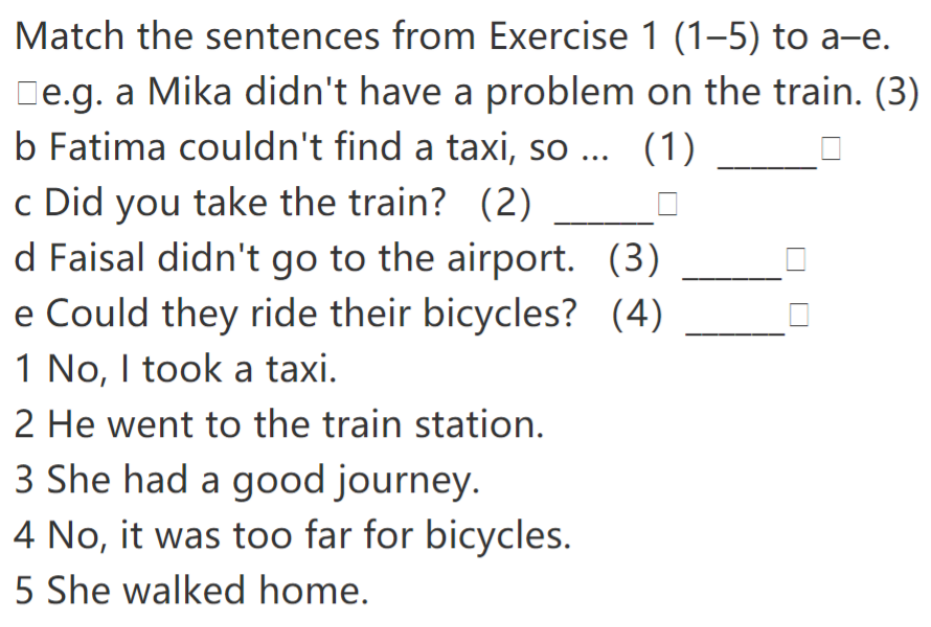 Match the sentences from Exercise 1 (1–5) to a–e.
□e.g. a Mika didn't have a problem on the train. (3)
b Fatima couldn't find a taxi, so ... (1) ______□
c Did you take the train? (2) ______□
d Faisal didn't go to the airport. (3) ______□
e Could they ride their bicycles? (4) ______□
1 No, I took a taxi.
2 He went to the train station.
3 She had a good journey.
4 No, it was too far for bicycles.
5 She walked home.